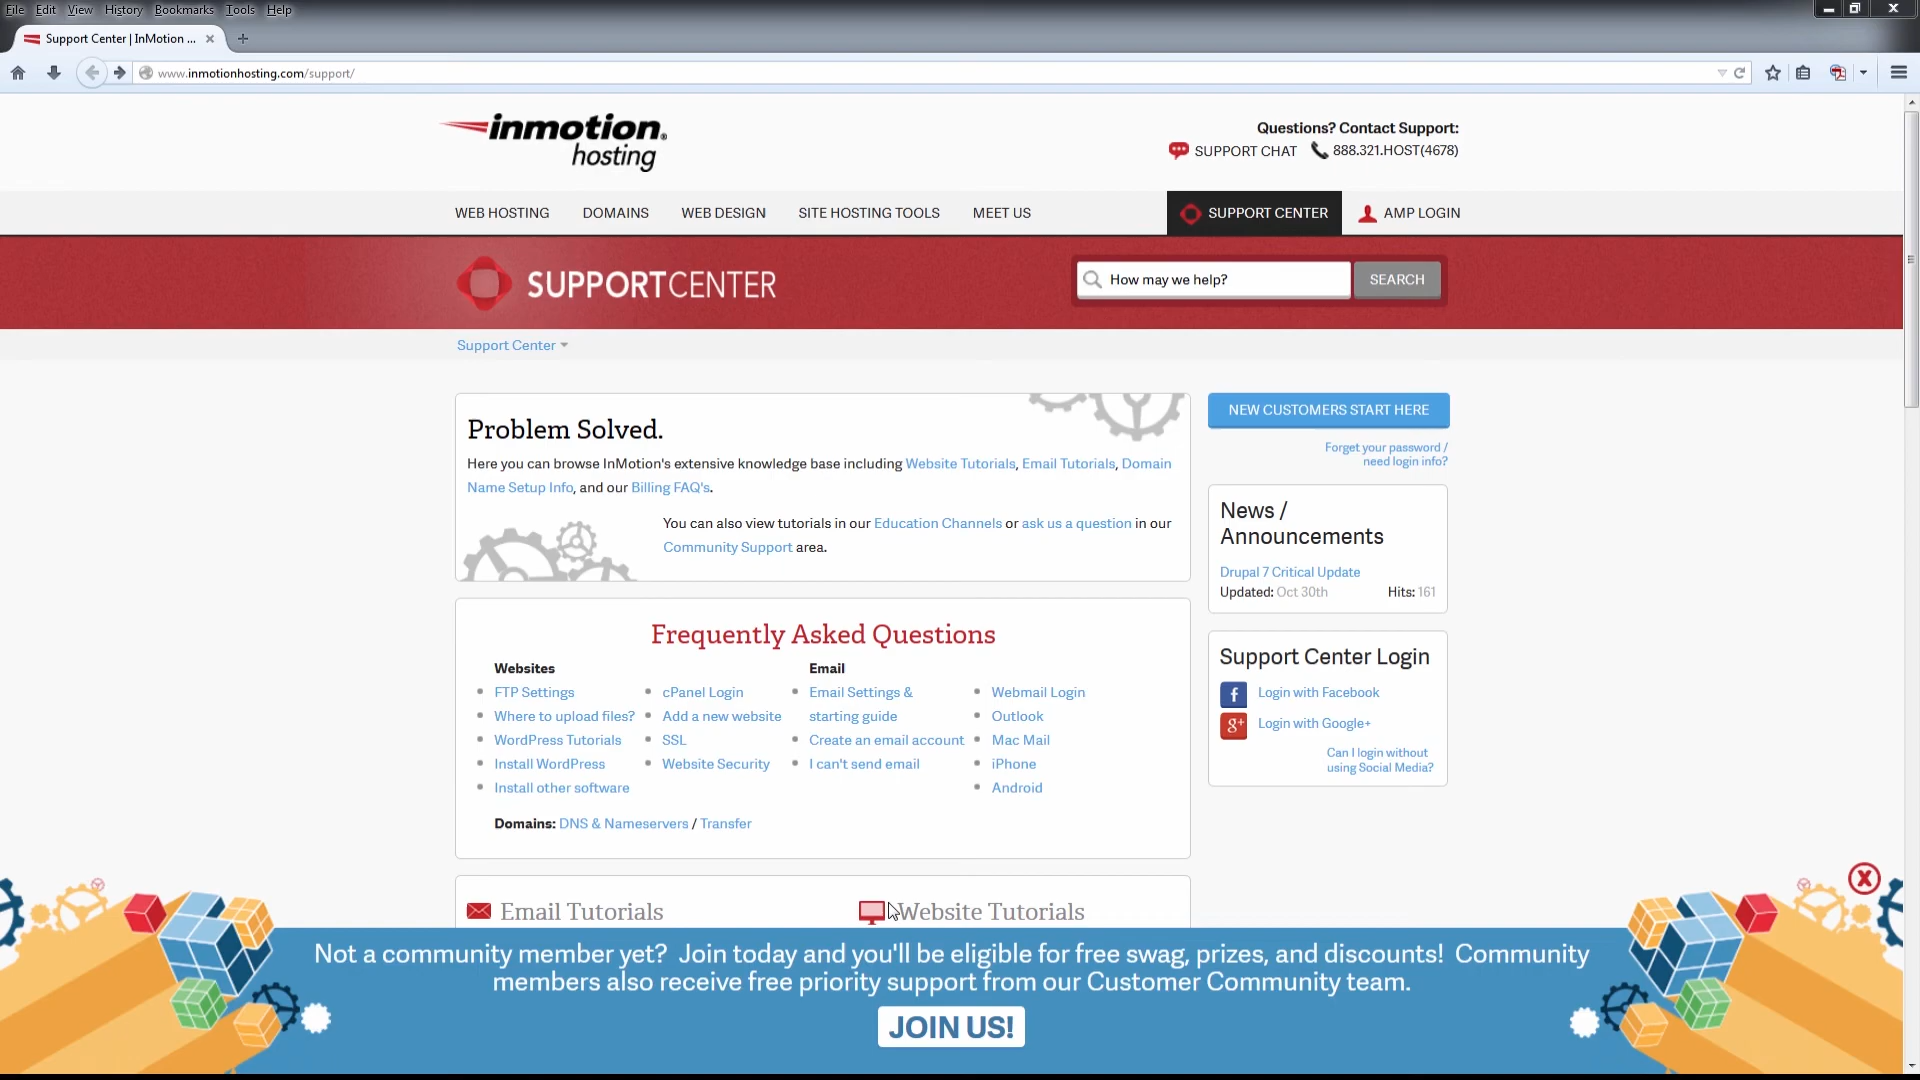 File Edit View History Bookmarks Tools Help
Support Center | InMotion ...
www.inmotionhosting.com/support/
inmotion®
hosting
Questions? Contact Support:
SUPPORT CHAT 888.321.HOST(4678)
WEB HOSTING DOMAINS WEB DESIGN SITE HOSTING TOOLS MEET US SUPPORT CENTER AMP LOGIN
SUPPORTCENTER
How may we help? SEARCH
Support Center
Problem Solved.
Here you can browse InMotion's extensive knowledge base including Website Tutorials, Email Tutorials, Domain
Name Setup Info, and our Billing FAQ's.
You can also view tutorials in our Education Channels or ask us a question in our
Community Support area.
NEW CUSTOMERS START HERE
Forget your password /
need login info?
News /
Announcements
Drupal 7 Critical Update
Updated: Oct 30th Hits: 161
Support Center Login
f Login with Facebook
g+ Login with Google+
Can I login without
using Social Media?
Frequently Asked Questions
Websites
FTP Settings
Where to upload files?
WordPress Tutorials
Install WordPress
Install other software
cPanel Login
Add a new website
SSL
Website Security
Email
Email Settings &
starting guide
Create an email account
I can't send email
Webmail Login
Outlook
Mac Mail
iPhone
Android
Domains: DNS & Nameservers / Transfer
Email Tutorials
Website Tutorials
Not a community member yet? Join today and you'll be eligible for free swag, prizes, and discounts! Community
members also receive free priority support from our Customer Community team.
JOIN US!